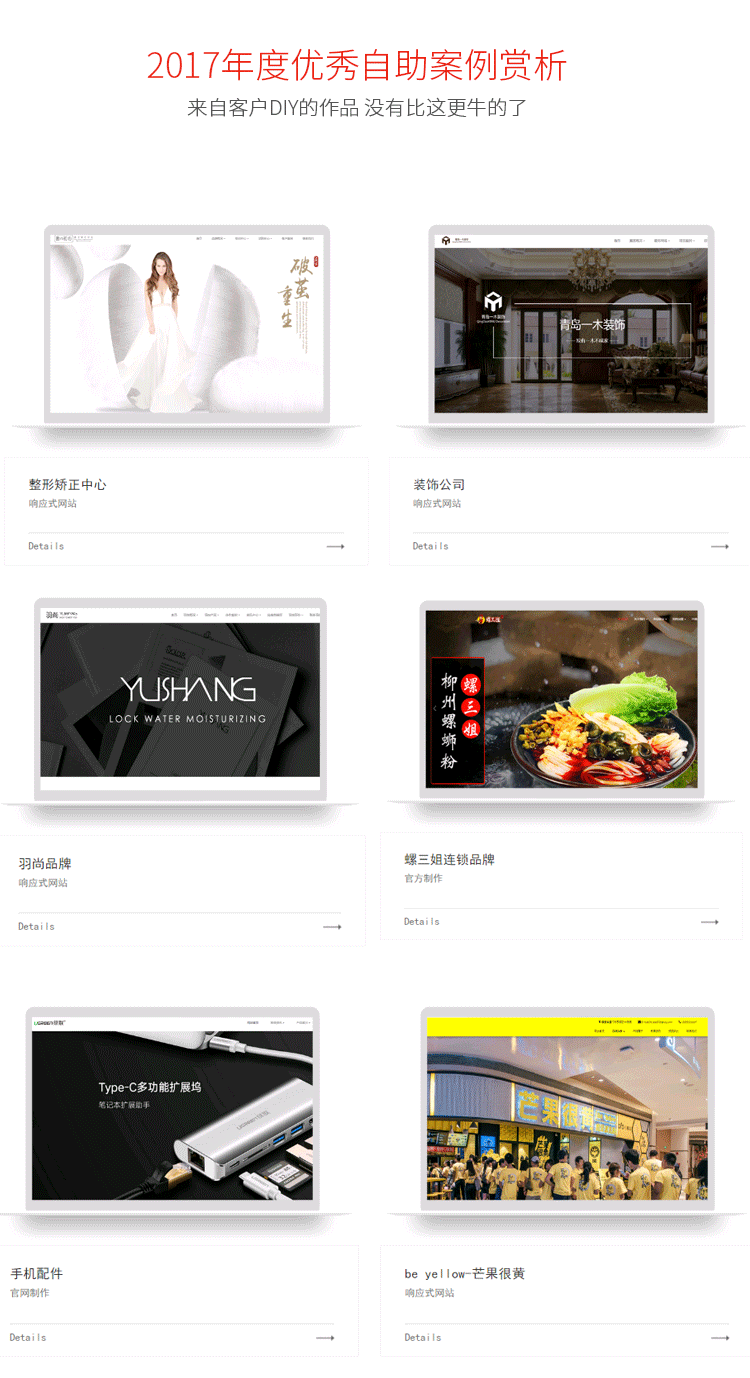 2017年度优秀自助案例赏析
来自客户DIY的作品 没有比这更牛的了
破茧
重生
青岛一木装饰
整形矫正中心
响应式网站
Details
装饰公司
响应式网站
Details
羽尚
YUSHANG
LOCK WATER MOISTURIZING
螺三姐
柳州螺蛳粉
羽尚品牌
响应式网站
Details
螺三姐连锁品牌
官方制作
Details
Type-C多功能扩展坞
笔记本扩展助手
芒果很黄
手机配件
官网制作
Details
be yellow-芒果很黄
响应式网站
Details